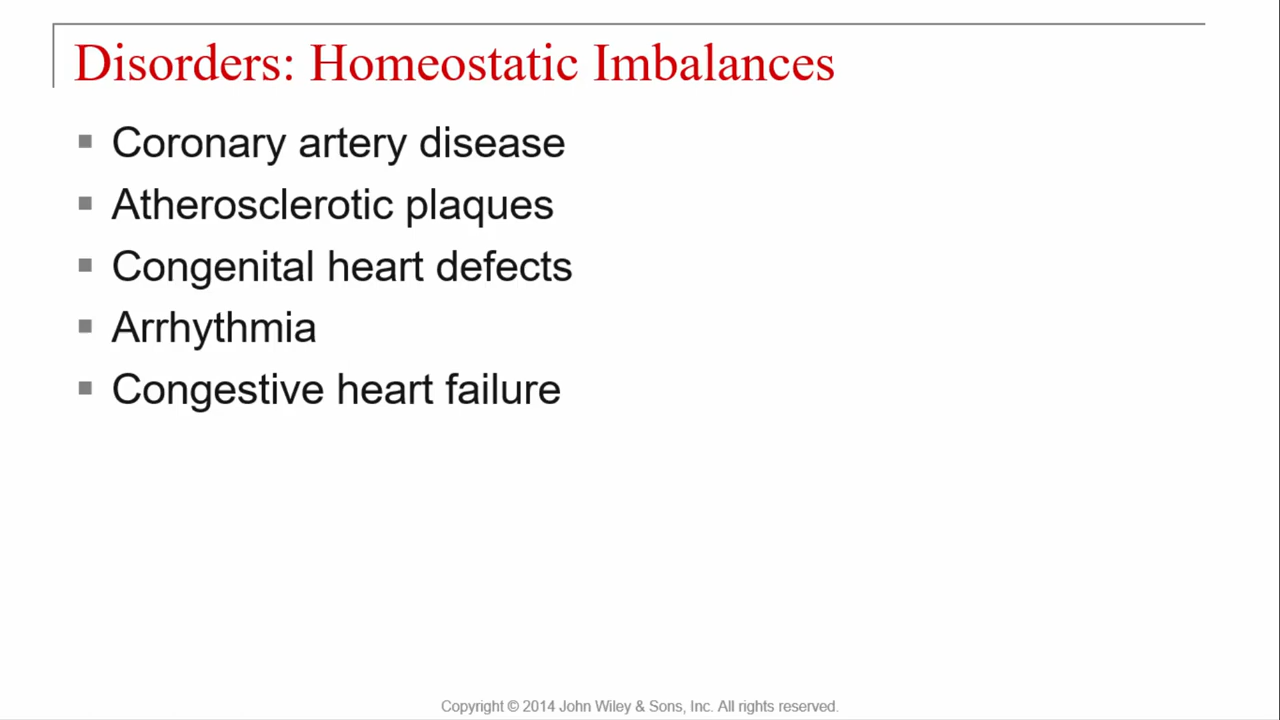 Disorders: Homeostatic Imbalances
▪ Coronary artery disease
▪ Atherosclerotic plaques
▪ Congenital heart defects
▪ Arrhythmia
▪ Congestive heart failure
Copyright © 2014 John Wiley & Sons, Inc. All rights reserved.